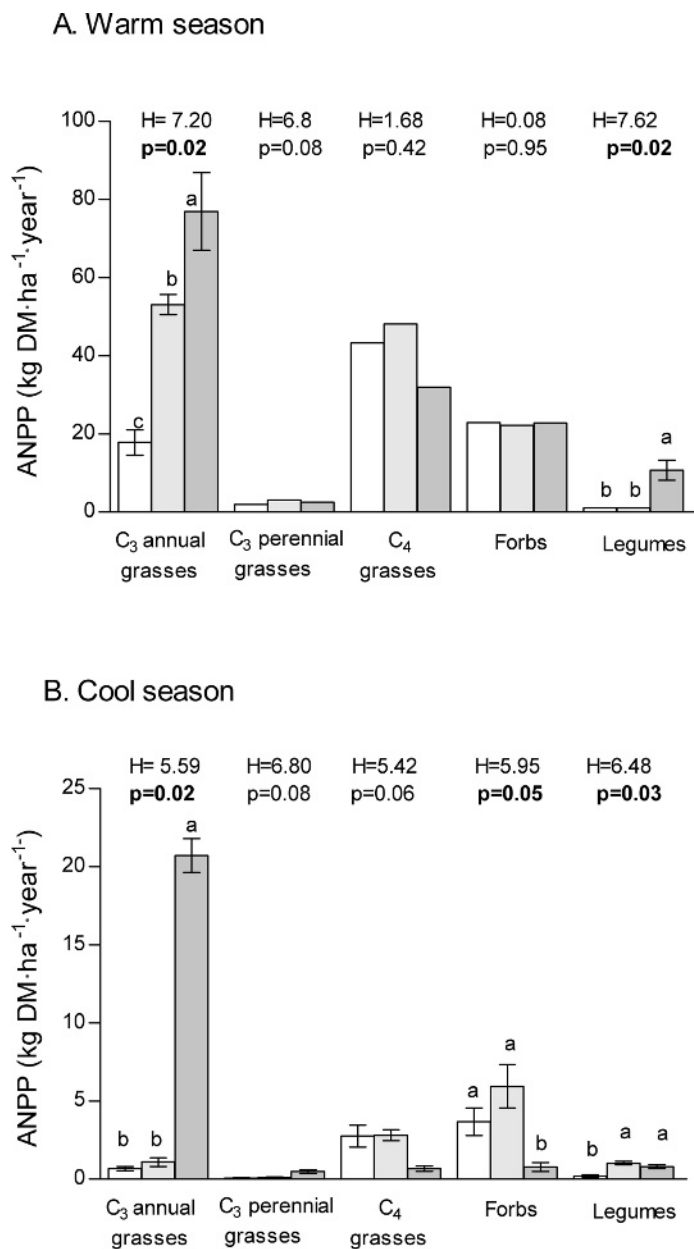 A. Warm season
H= 7.20 H=6.8 H=1.68 H=0.08 H=7.62
p=0.02 p=0.08 p=0.42 p=0.95 p=0.02
ANPP (kg DM·ha⁻¹·year⁻¹)
100
80
60
40
20
0
c b a
b b a
C₃ annual C₃ perennial C₄ Forbs Legumes
grasses grasses grasses
B. Cool season
H= 5.59 H=6.80 H=5.42 H=5.95 H=6.48
p=0.02 p=0.08 p=0.06 p=0.05 p=0.03
ANPP (kg DM·ha⁻¹·year¹⁻)
25
20
15
10
5
0
b b a
a a b
b a a
C₃ annual C₃ perennial C₄ Forbs Legumes
grasses grasses grasses